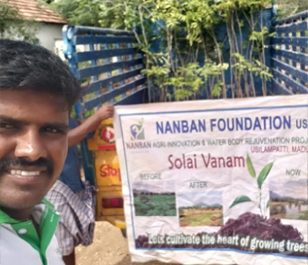 NANBAN FOUNDATION US
NANBAN AGRI-INNOVATION & WATER BODY REJUVENATION PROJ
USILAMPATTI, MADU
Solai Vanam
BEFORE
AFTER
NOW
Lets cultivate the heart of growing trees